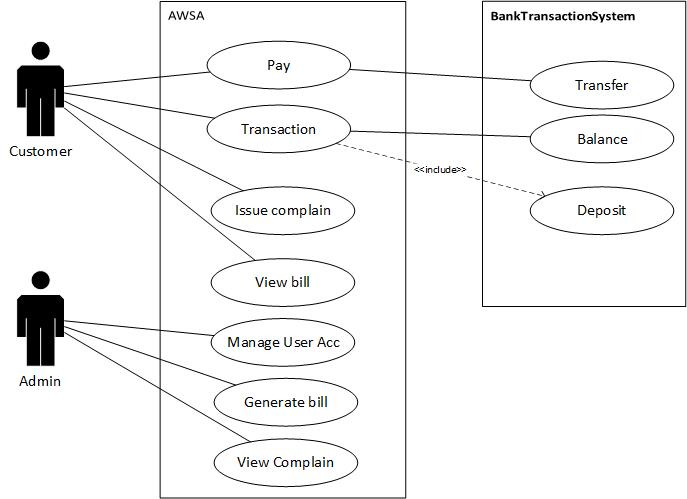 AWSA
BankTransactionSystem
Pay
Transfer
Transaction
Balance
Customer
<<include>>
Issue complain
Deposit
View bill
Manage User Acc
Admin
Generate bill
View Complain